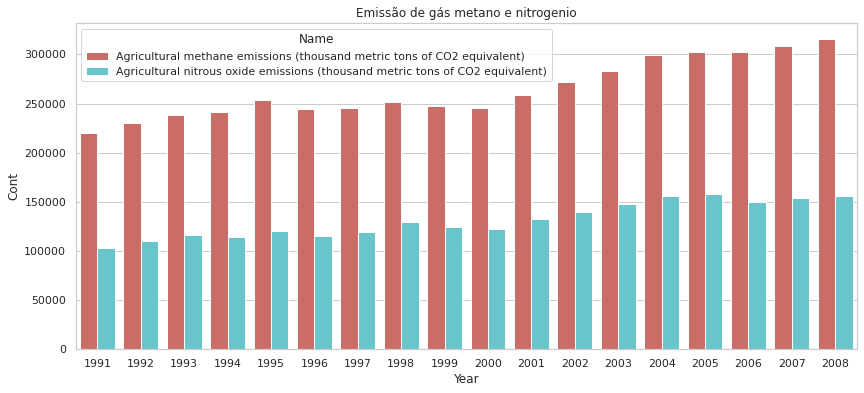 Emissão de gás metano e nitrogenio
Name
Agricultural methane emissions (thousand metric tons of CO2 equivalent)
Agricultural nitrous oxide emissions (thousand metric tons of CO2 equivalent)
300000
250000
200000
150000
100000
50000
0
Cont
1991 1992 1993 1994 1995 1996 1997 1998 1999 2000 2001 2002 2003 2004 2005 2006 2007 2008
Year